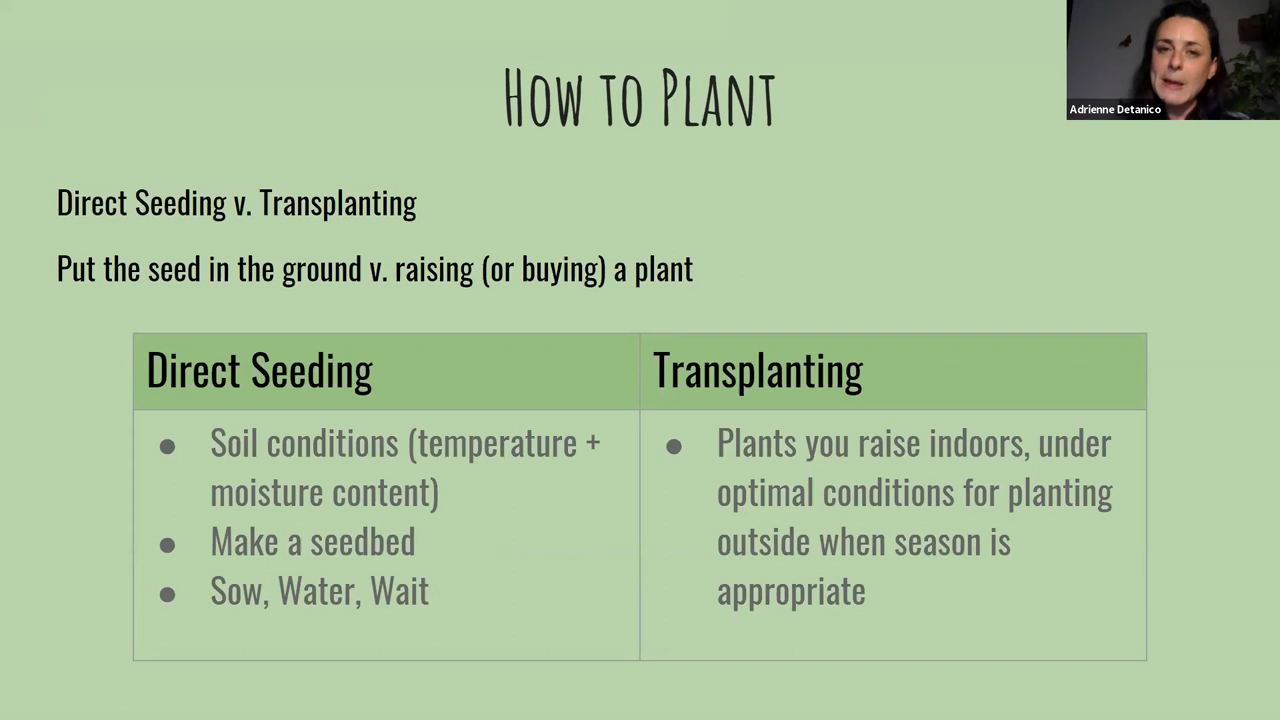 How to Plant
Adrienne Detanico
Direct Seeding v. Transplanting
Put the seed in the ground v. raising (or buying) a plant
Direct Seeding
● Soil conditions (temperature +
moisture content)
● Make a seedbed
● Sow, Water, Wait
Transplanting
● Plants you raise indoors, under
optimal conditions for planting
outside when season is
appropriate